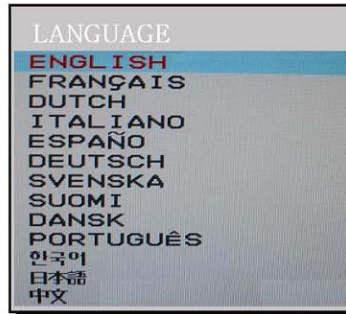 LANGUAGE
ENGLISH
FRANÇAIS
DUTCH
ITALIANO
ESPAÑO
DEUTSCH
SVENSKA
SUOMI
DANSK
PORTUGUÊS
한국어
日本語
中文